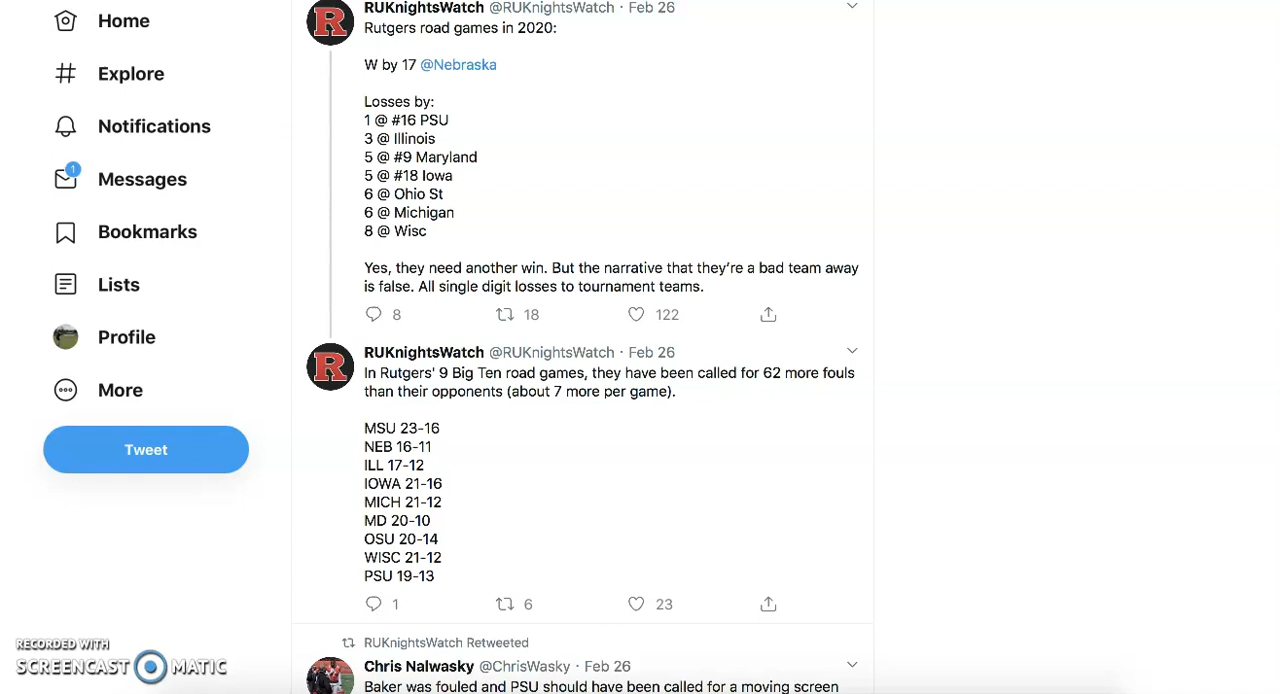 Home
Explore
Notifications
1
Messages
Bookmarks
Lists
Profile
More
Tweet
RUKnightsWatch @RUKnightsWatch · Feb 26
Rutgers road games in 2020:
W by 17 @Nebraska
Losses by:
1 @ #16 PSU
3 @ Illinois
5 @ #9 Maryland
5 @ #18 Iowa
6 @ Ohio St
6 @ Michigan
8 @ Wisc
Yes, they need another win. But the narrative that they're a bad team away
is false. All single digit losses to tournament teams.
8 18 122
R
RUKnightsWatch @RUKnightsWatch · Feb 26
In Rutgers' 9 Big Ten road games, they have been called for 62 more fouls
than their opponents (about 7 more per game).
MSU 23-16
NEB 16-11
ILL 17-12
IOWA 21-16
MICH 21-12
MD 20-10
OSU 20-14
WISC 21-12
PSU 19-13
1 6 23
R
RUKnightsWatch Retweeted
Chris Nalwasky @ChrisWasky · Feb 26
Baker was fouled and PSU should have been called for a moving screen
RECORDED WITH
SCREENCAST MATIC